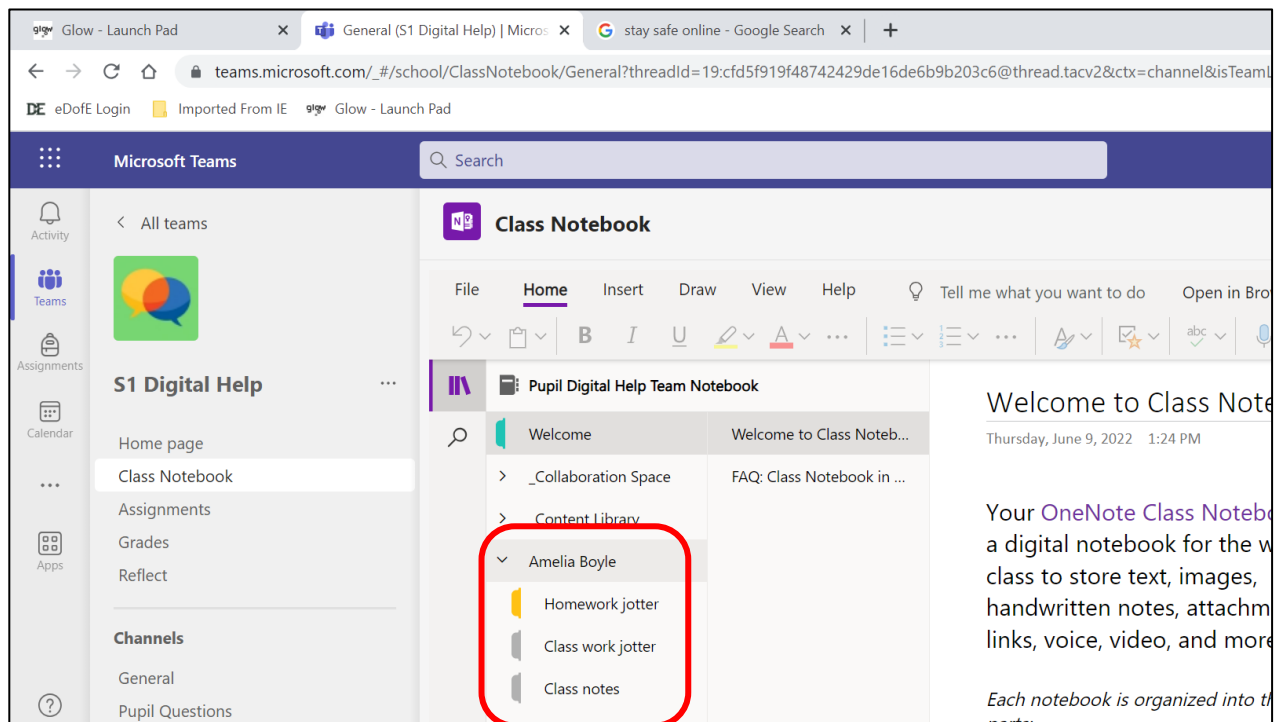 glow Glow - Launch Pad × General (S1 Digital Help) | Micros × G stay safe online - Google Search × +
teams.microsoft.com/_#/school/ClassNotebook/General?threadId=19:cfd5f919f48742429de16de6b9b203c6@thread.tacv2&ctx=channel&isTeamL
DE eDofE Login Imported From IE glow Glow - Launch Pad
Microsoft Teams
Search
Activity
Teams
Assignments
Calendar
Apps
All teams
S1 Digital Help
Home page
Class Notebook
Assignments
Grades
Reflect
Channels
General
Pupil Questions
Class Notebook
File Home Insert Draw View Help Tell me what you want to do Open in Bro
B I U A abc
Pupil Digital Help Team Notebook
Welcome
_Collaboration Space
_Content Library
Amelia Boyle
Homework jotter
Class work jotter
Class notes
Welcome to Class Noteb...
FAQ: Class Notebook in ...
Welcome to Class Note
Thursday, June 9, 2022 1:24 PM
Your OneNote Class Notebo
a digital notebook for the w
class to store text, images,
handwritten notes, attachm
links, voice, video, and more
Each notebook is organized into th